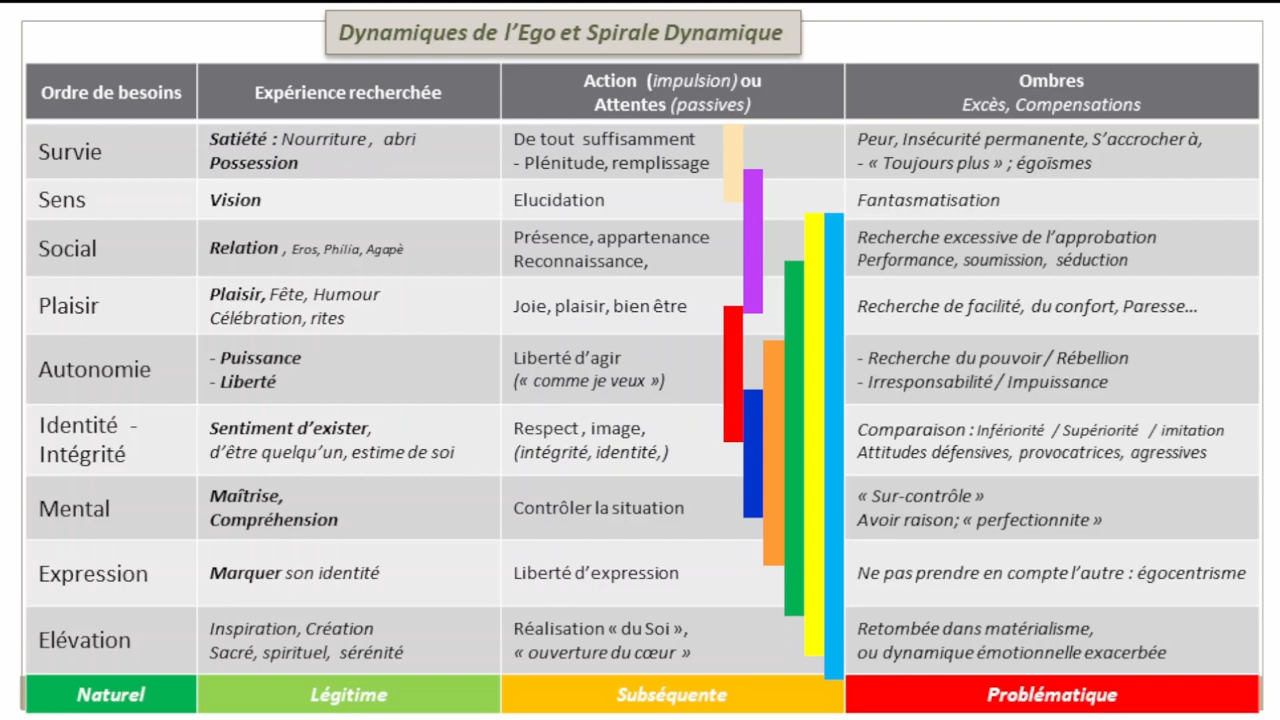 Dynamiques de l'Ego et Spirale Dynamique
Ordre de besoins
Expérience recherchée
Action (impulsion) ou
Attentes (passives)
Ombres
Excès, Compensations
Survie
Satiété : Nourriture , abri
Possession
De tout suffisamment
- Plénitude, remplissage
Peur, Insécurité permanente, S'accrocher à,
- « Toujours plus » ; égoïsmes
Sens
Vision
Elucidation
Fantasmatisation
Social
Relation , Eros, Philia, Agapè
Présence, appartenance
Reconnaissance,
Recherche excessive de l'approbation
Performance, soumission, séduction
Plaisir
Plaisir, Fête, Humour
Célébration, rites
Joie, plaisir, bien être
Recherche de facilité, du confort, Paresse...
Autonomie
- Puissance
- Liberté
Liberté d'agir
(« comme je veux »)
- Recherche du pouvoir / Rébellion
- Irresponsabilité / Impuissance
Identité -
Intégrité
Sentiment d'exister,
d'être quelqu'un, estime de soi
Respect , image,
(intégrité, identité,)
Comparaison : Infériorité / Supériorité / imitation
Attitudes défensives, provocatrices, agressives
Mental
Maîtrise,
Compréhension
Contrôler la situation
« Sur-contrôle »
Avoir raison; « perfectionnite »
Expression
Marquer son identité
Liberté d'expression
Ne pas prendre en compte l'autre : égocentrisme
Elévation
Inspiration, Création
Sacré, spirituel, sérénité
Réalisation « du Soi »,
« ouverture du cœur »
Retombée dans matérialisme,
ou dynamique émotionnelle exacerbée
Naturel
Légitime
Subséquente
Problématique